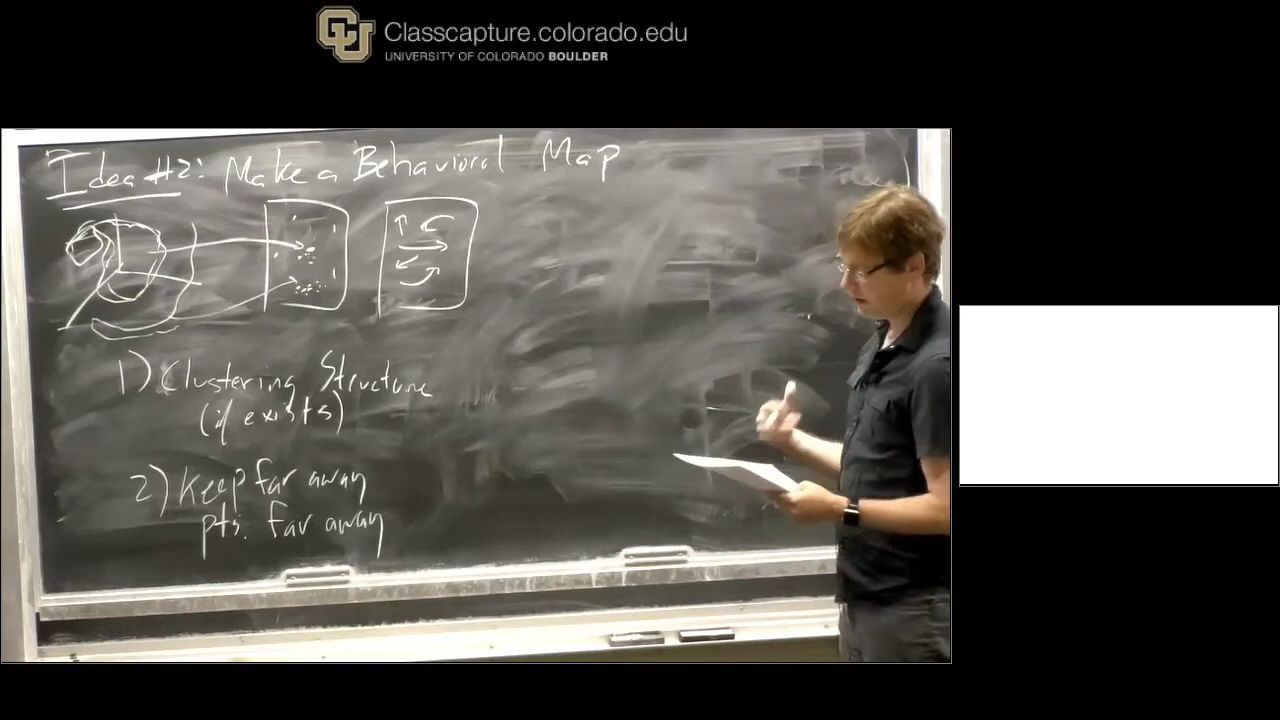 CU
Classcapture.colorado.edu
UNIVERSITY OF COLORADO BOULDER
Idea #2: Make a Behavioral Map
1) Clustering Structure
(if exists)
2) Keep far away
pts. far away